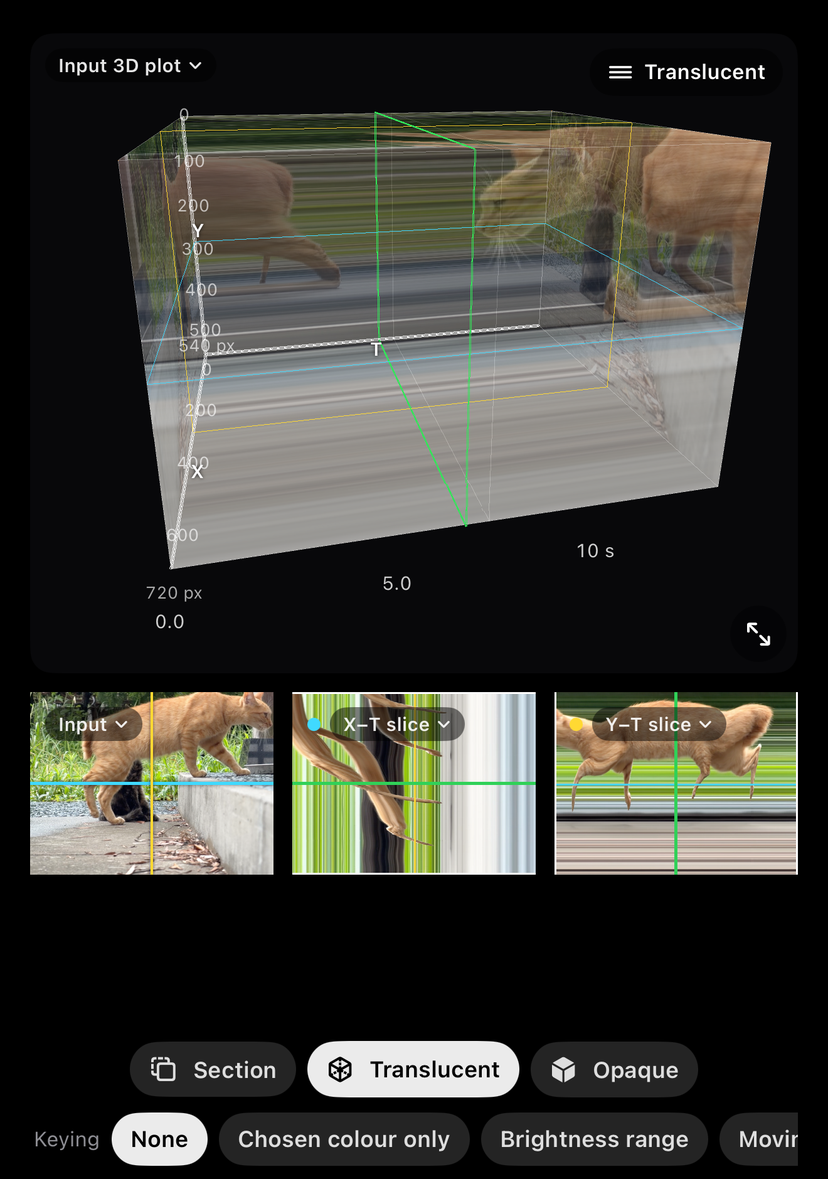 Input 3D plot
Translucent
0
100
200
Y
300
400
500
540 px
T
0
200
400
X
600
10 s
5.0
720 px
0.0
Input
X–T slice
Y–T slice
Section
Translucent
Opaque
Keying
None
Chosen colour only
Brightness range